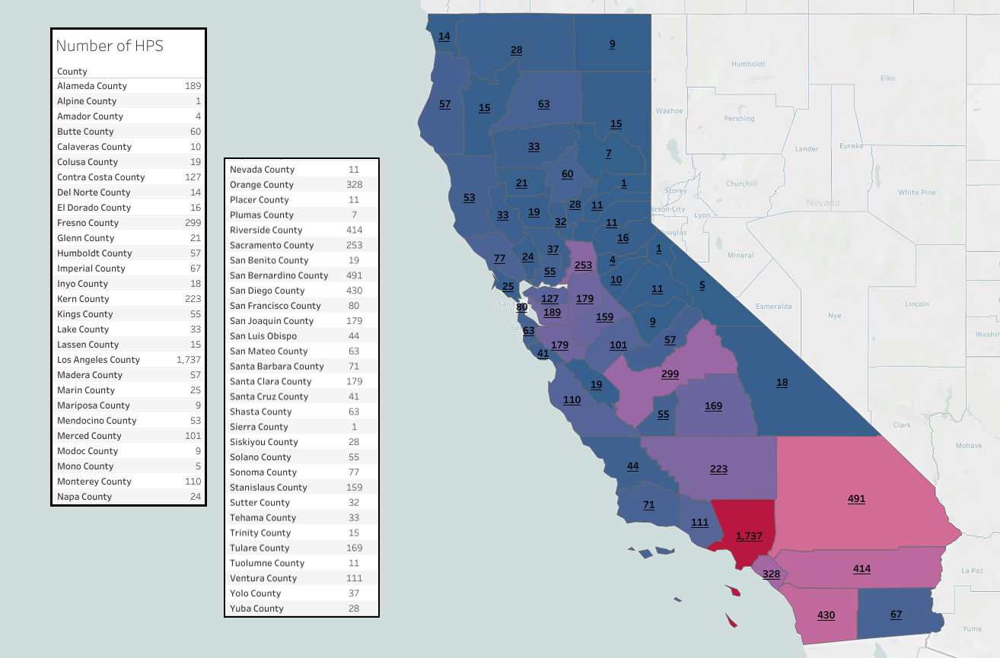 Number of HPS
County
Alameda County 189
Alpine County 1
Amador County 4
Butte County 60
Calaveras County 10
Colusa County 19
Contra Costa County 127
Del Norte County 14
El Dorado County 16
Fresno County 299
Glenn County 21
Humboldt County 57
Imperial County 67
Inyo County 18
Kern County 223
Kings County 55
Lake County 33
Lassen County 15
Los Angeles County 1,737
Madera County 57
Marin County 25
Mariposa County 9
Mendocino County 53
Merced County 101
Modoc County 9
Mono County 5
Monterey County 110
Napa County 24
Nevada County 11
Orange County 328
Placer County 11
Plumas County 7
Riverside County 414
Sacramento County 253
San Benito County 19
San Bernardino County 491
San Diego County 430
San Francisco County 80
San Joaquin County 179
San Luis Obispo 44
San Mateo County 63
Santa Barbara County 71
Santa Clara County 179
Santa Cruz County 41
Shasta County 63
Sierra County 1
Siskiyou County 28
Solano County 55
Sonoma County 77
Stanislaus County 159
Sutter County 32
Tehama County 33
Trinity County 15
Tulare County 169
Tuolumne County 11
Ventura County 111
Yolo County 37
Yuba County 28
14
28
9
57
15
63
15
33
7
60
21
1
53
28
11
33
19
32
11
16
77
24
37
1
253
4
55
10
25
11
5
127
179
80
189
159
9
63
57
179
101
41
299
19
18
110
169
55
44
223
71
491
111
1,737
414
328
430
67
Humboldt
Elko
Washoe
Pershing
Lander
Eureka
Storey
Churchill
White Pine
arson City
Nevada
Lyon
Douglas
Mineral
Esmeralda
Nye
Lincoln
Washin
San F
Sa
Clark
Mohave
La Paz
Yuma